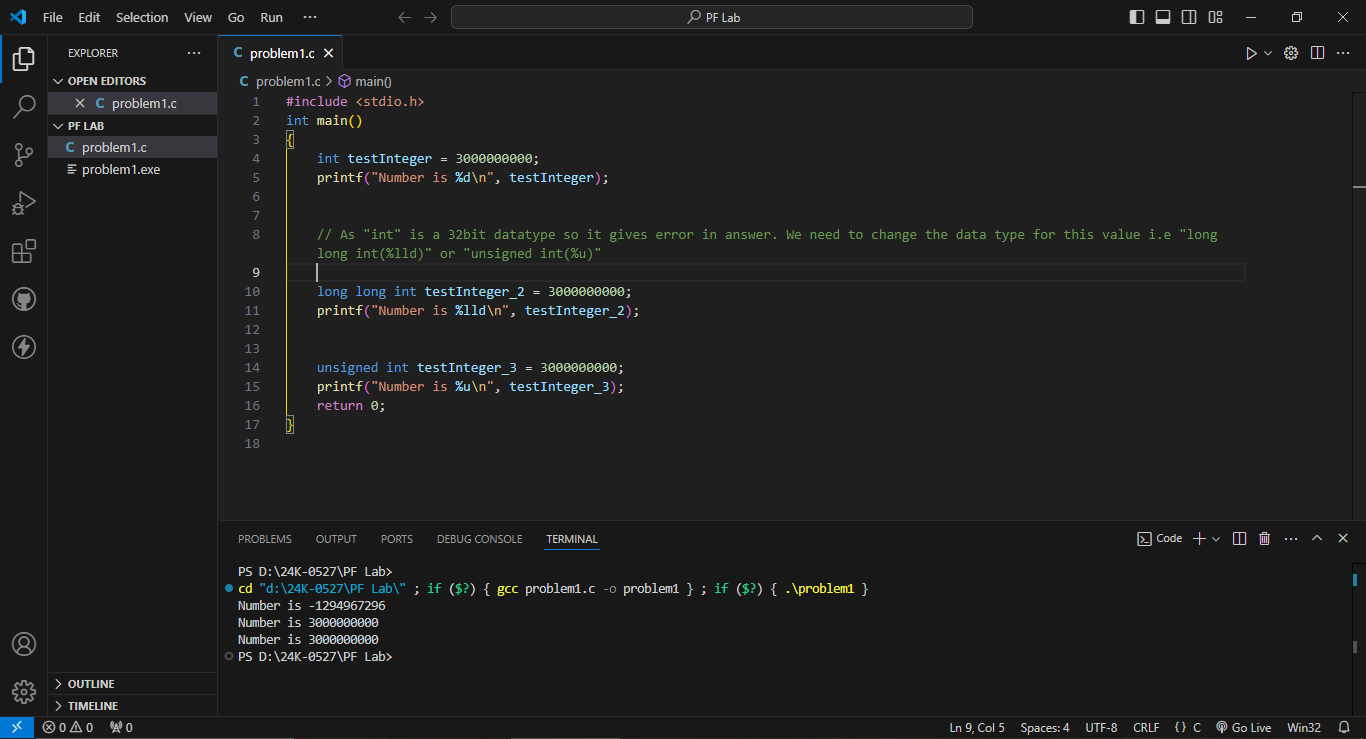 File Edit Selection View Go Run ··· PF Lab
EXPLORER ···
OPEN EDITORS
C problem1.c
PF LAB
C problem1.c
problem1.exe
OUTLINE
TIMELINE
C problem1.c
C problem1.c > main()
1 #include <stdio.h>
2 int main()
3 {
4 int testInteger = 3000000000;
5 printf("Number is %d\n", testInteger);
6
7
8 // As "int" is a 32bit datatype so it gives error in answer. We need to change the data type for this value i.e "long
long int(%lld)" or "unsigned int(%u)"
9
10 long long int testInteger_2 = 3000000000;
11 printf("Number is %lld\n", testInteger_2);
12
13
14 unsigned int testInteger_3 = 3000000000;
15 printf("Number is %u\n", testInteger_3);
16 return 0;
17 }
18
PROBLEMS OUTPUT PORTS DEBUG CONSOLE TERMINAL Code
PS D:\24K-0527\PF Lab>
cd "d:\24K-0527\PF Lab\" ; if ($?) { gcc problem1.c -o problem1 } ; if ($?) { .\problem1 }
Number is -1294967296
Number is 3000000000
Number is 3000000000
PS D:\24K-0527\PF Lab>
0 0 0 Ln 9, Col 5 Spaces: 4 UTF-8 CRLF {} C Go Live Win32